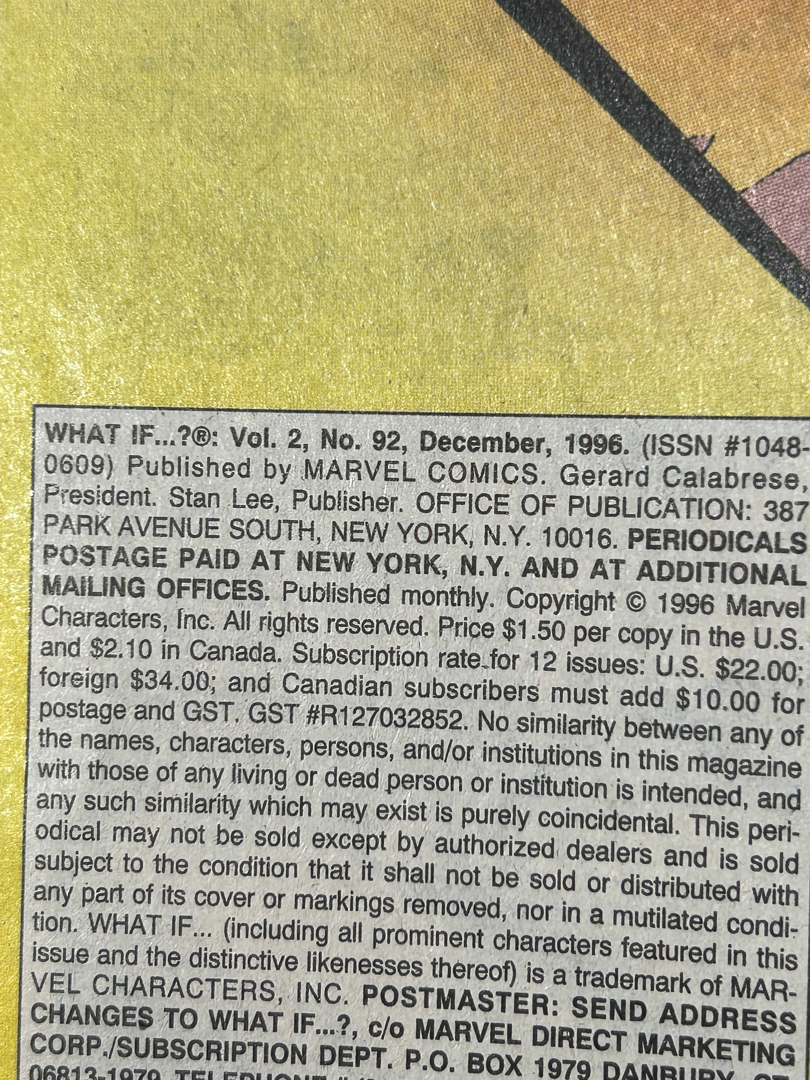 WHAT IF...?®: Vol. 2, No. 92, December, 1996. (ISSN #1048-
0609) Published by MARVEL COMICS. Gerard Calabrese,
President. Stan Lee, Publisher. OFFICE OF PUBLICATION: 387
PARK AVENUE SOUTH, NEW YORK, N.Y. 10016. PERIODICALS
POSTAGE PAID AT NEW YORK, N.Y. AND AT ADDITIONAL
MAILING OFFICES. Published monthly. Copyright © 1996 Marvel
Characters, Inc. All rights reserved. Price $1.50 per copy in the U.S.
and $2.10 in Canada. Subscription rate for 12 issues: U.S. $22.00;
foreign $34.00; and Canadian subscribers must add $10.00 for
postage and GST. GST #R127032852. No similarity between any of
the names, characters, persons, and/or institutions in this magazine
with those of any living or dead person or institution is intended, and
any such similarity which may exist is purely coincidental. This peri-
odical may not be sold except by authorized dealers and is sold
subject to the condition that it shall not be sold or distributed with
any part of its cover or markings removed, nor in a mutilated condi-
tion. WHAT IF... (including all prominent characters featured in this
issue and the distinctive likenesses thereof) is a trademark of MAR-
VEL CHARACTERS, INC. POSTMASTER: SEND ADDRESS
CHANGES TO WHAT IF...?, c/o MARVEL DIRECT MARKETING
CORP./SUBSCRIPTION DEPT. P.O. BOX 1979 DANBURY, CT
06813-1979. TELEPHONE